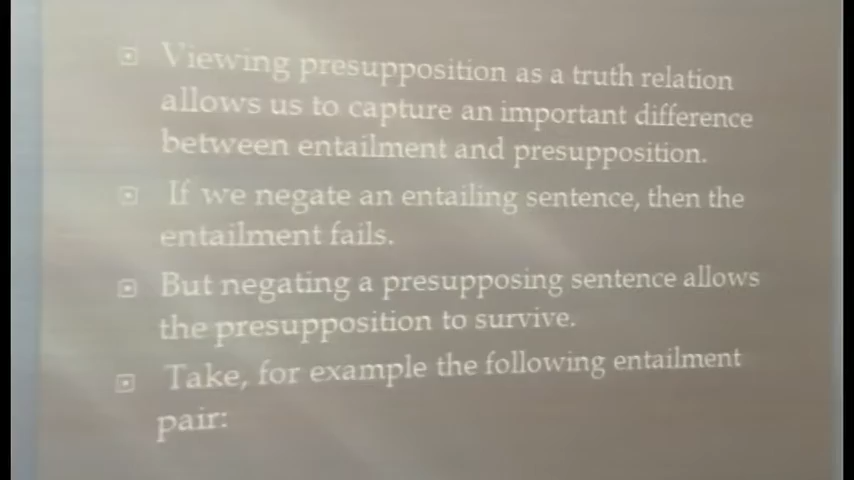 Viewing presupposition as a truth relation
allows us to capture an important difference
between entailment and presupposition.
If we negate an entailing sentence, then the
entailment fails.
But negating a presupposing sentence allows
the presupposition to survive.
Take, for example the following entailment
pair: